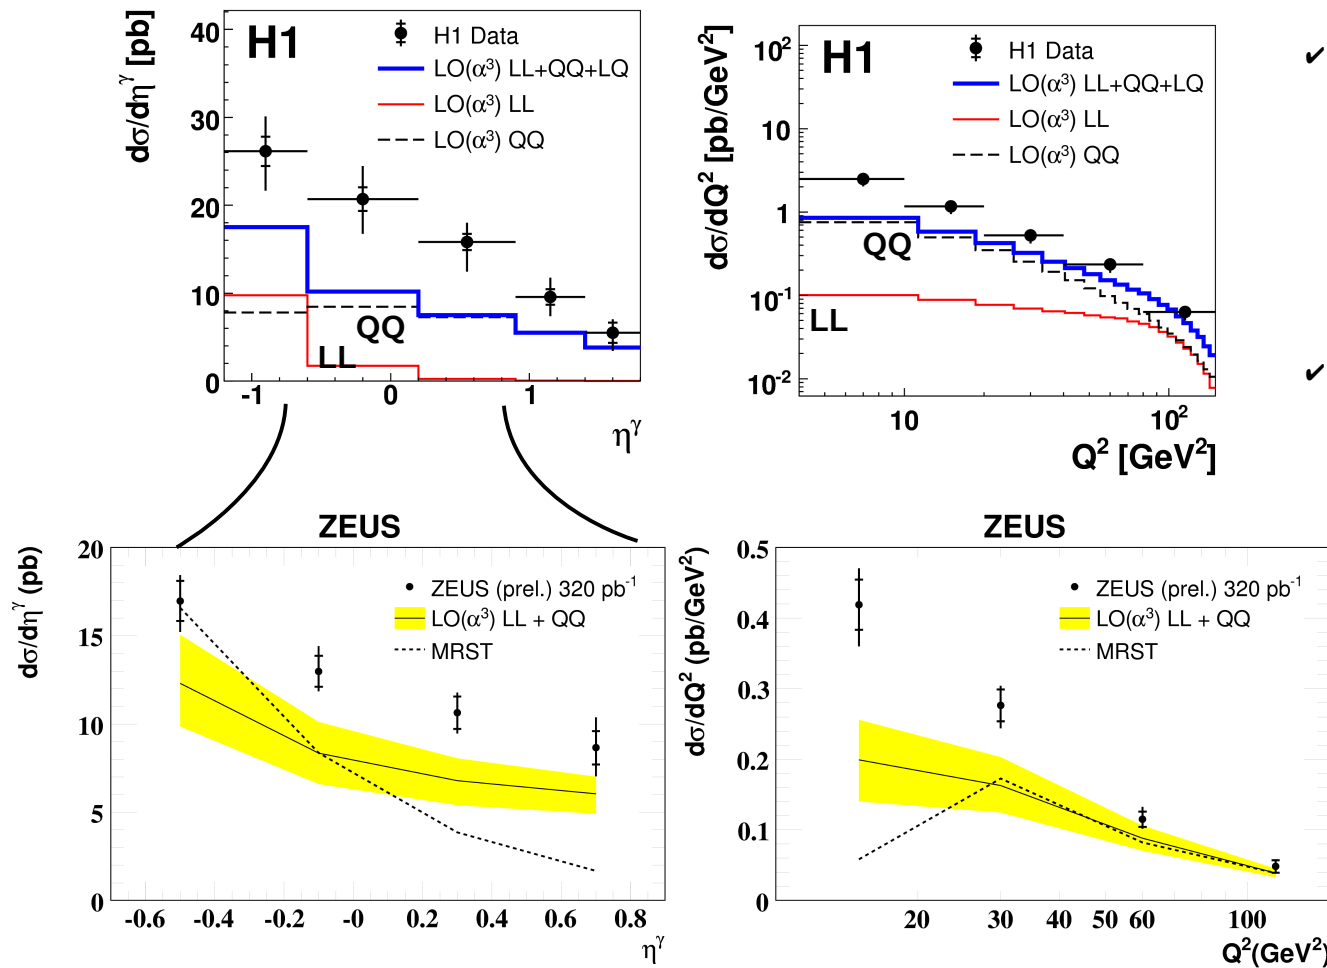 H1
H1 Data
LO(α³) LL+QQ+LQ
LO(α³) LL
LO(α³) QQ
dσ/dη^γ [pb]
40
30
20
10
0
QQ
LL
-1 0 1
η^γ
H1
H1 Data
LO(α³) LL+QQ+LQ
LO(α³) LL
LO(α³) QQ
dσ/dQ² [pb/GeV²]
10²
10
1
10⁻¹
10⁻²
QQ
LL
10 10²
Q² [GeV²]
✔
✔
ZEUS
ZEUS (prel.) 320 pb⁻¹
LO(α³) LL + QQ
MRST
dσ/dη^γ (pb)
20
15
10
5
0
-0.6 -0.4 -0.2 -0 0.2 0.4 0.6 0.8
η^γ
ZEUS
ZEUS (prel.) 320 pb⁻¹
LO(α³) LL + QQ
MRST
dσ/dQ² (pb/GeV²)
0.5
0.4
0.3
0.2
0.1
0
20 30 40 50 60 100
Q²(GeV²)